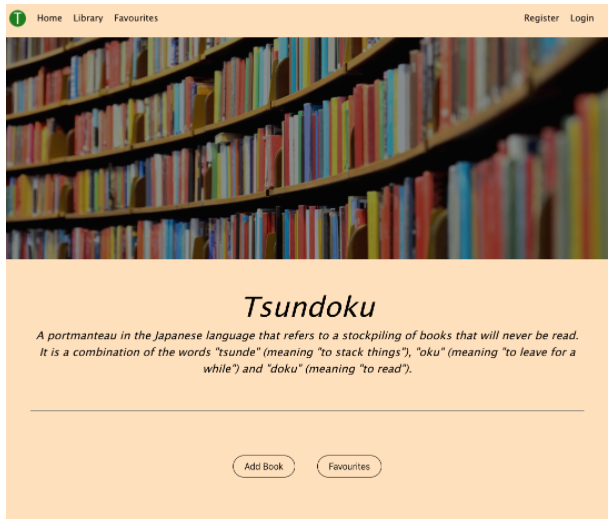 T Home Library Favourites Register Login
Tsundoku
A portmanteau in the Japanese language that refers to a stockpiling of books that will never be read.
It is a combination of the words "tsunde" (meaning "to stack things"), "oku" (meaning "to leave for a
while") and "doku" (meaning "to read").
Add Book Favourites